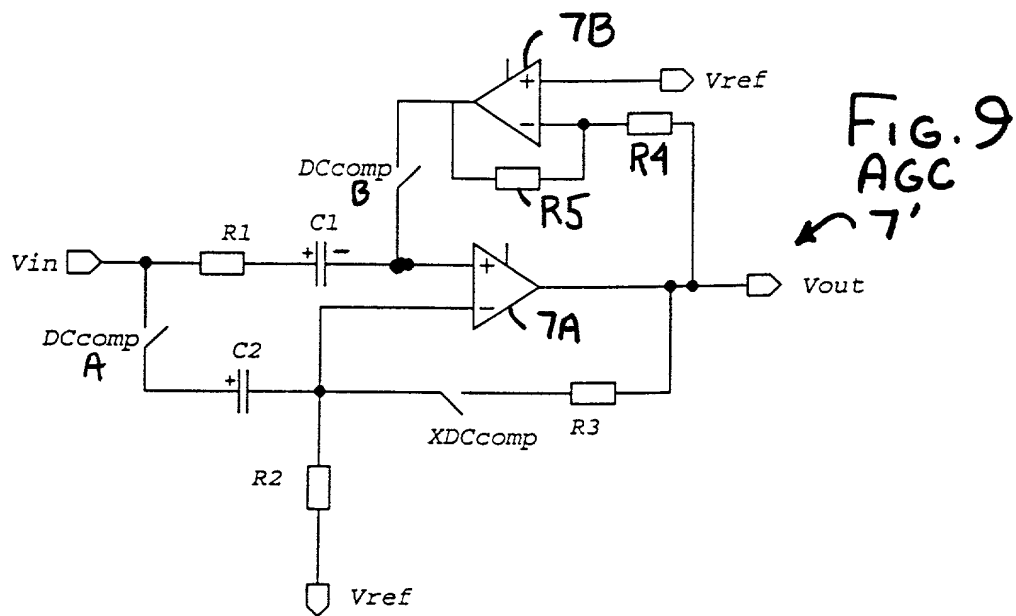 7B
+
Vref
FIG. 9
AGC
7'
-
R4
DCcomp
B
R5
C1
R1
+ -
Vin
+
Vout
-
7A
DCcomp
A
C2
+
XDCcomp
R3
R2
Vref